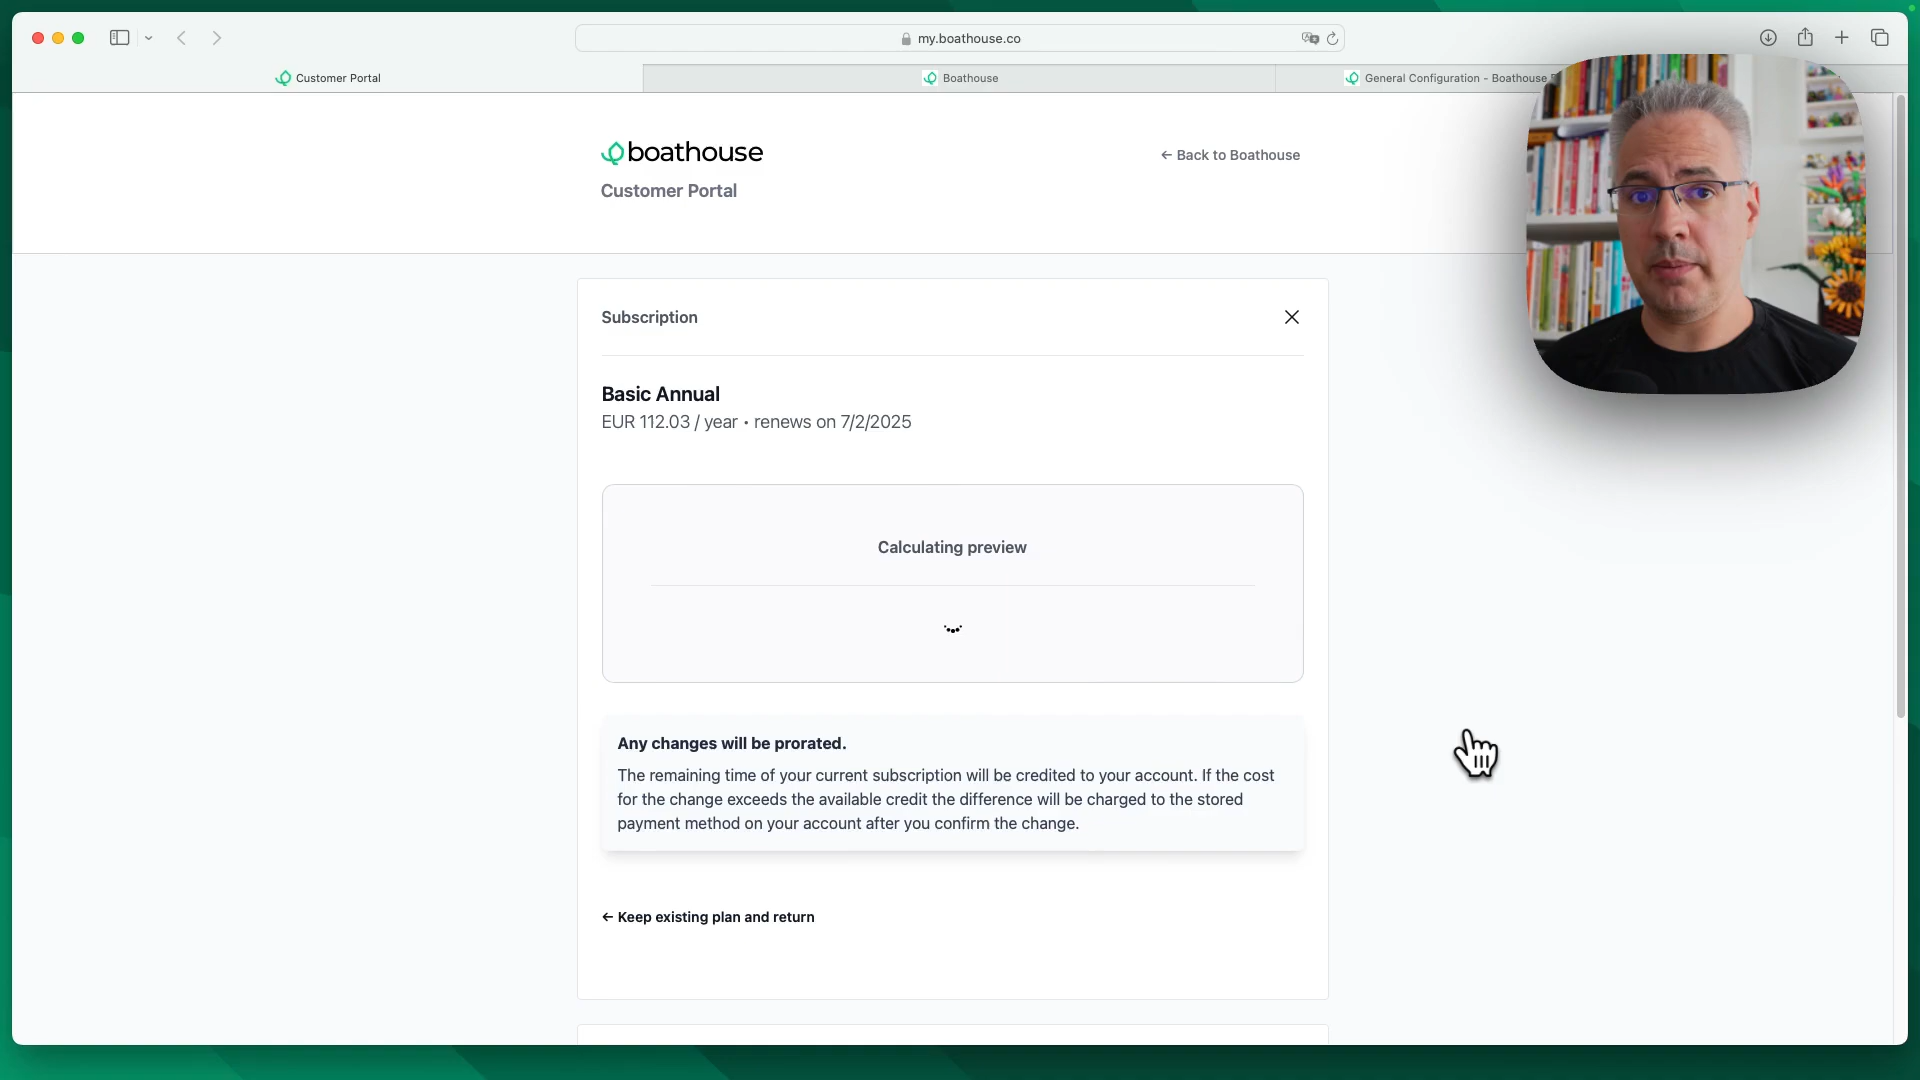 my.boathouse.co
Customer Portal
Boathouse
General Configuration - Boathouse
boathouse
← Back to Boathouse
Customer Portal
Subscription
Basic Annual
EUR 112.03 / year • renews on 7/2/2025
Calculating preview
Any changes will be prorated.
The remaining time of your current subscription will be credited to your account. If the cost
for the change exceeds the available credit the difference will be charged to the stored
payment method on your account after you confirm the change.
← Keep existing plan and return